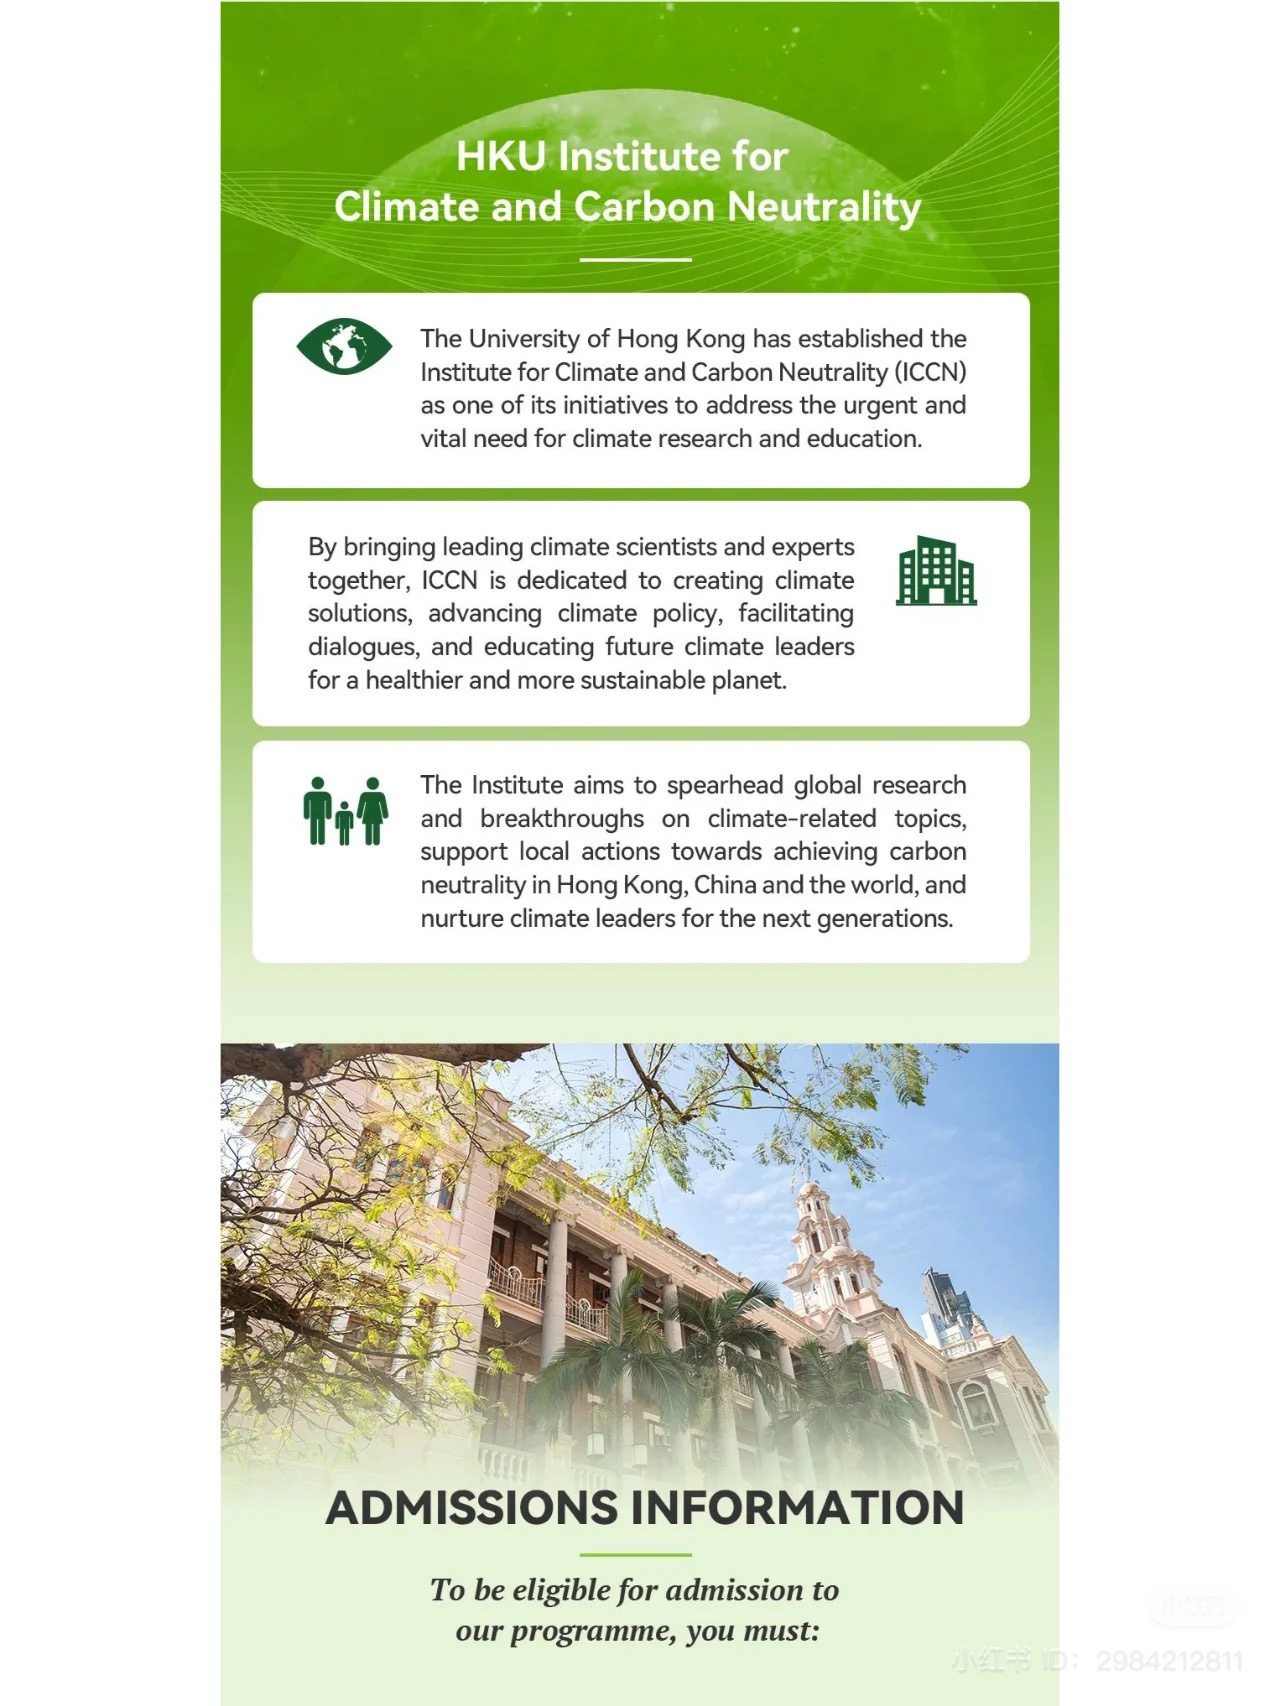 HKU Institute for
Climate and Carbon Neutrality
The University of Hong Kong has established the
Institute for Climate and Carbon Neutrality (ICCN)
as one of its initiatives to address the urgent and
vital need for climate research and education.
By bringing leading climate scientists and experts
together, ICCN is dedicated to creating climate
solutions, advancing climate policy, facilitating
dialogues, and educating future climate leaders
for a healthier and more sustainable planet.
The Institute aims to spearhead global research
and breakthroughs on climate-related topics,
support local actions towards achieving carbon
neutrality in Hong Kong, China and the world, and
nurture climate leaders for the next generations.
ADMISSIONS INFORMATION
To be eligible for admission to
our programme, you must:
小红书 ID: 2984212811